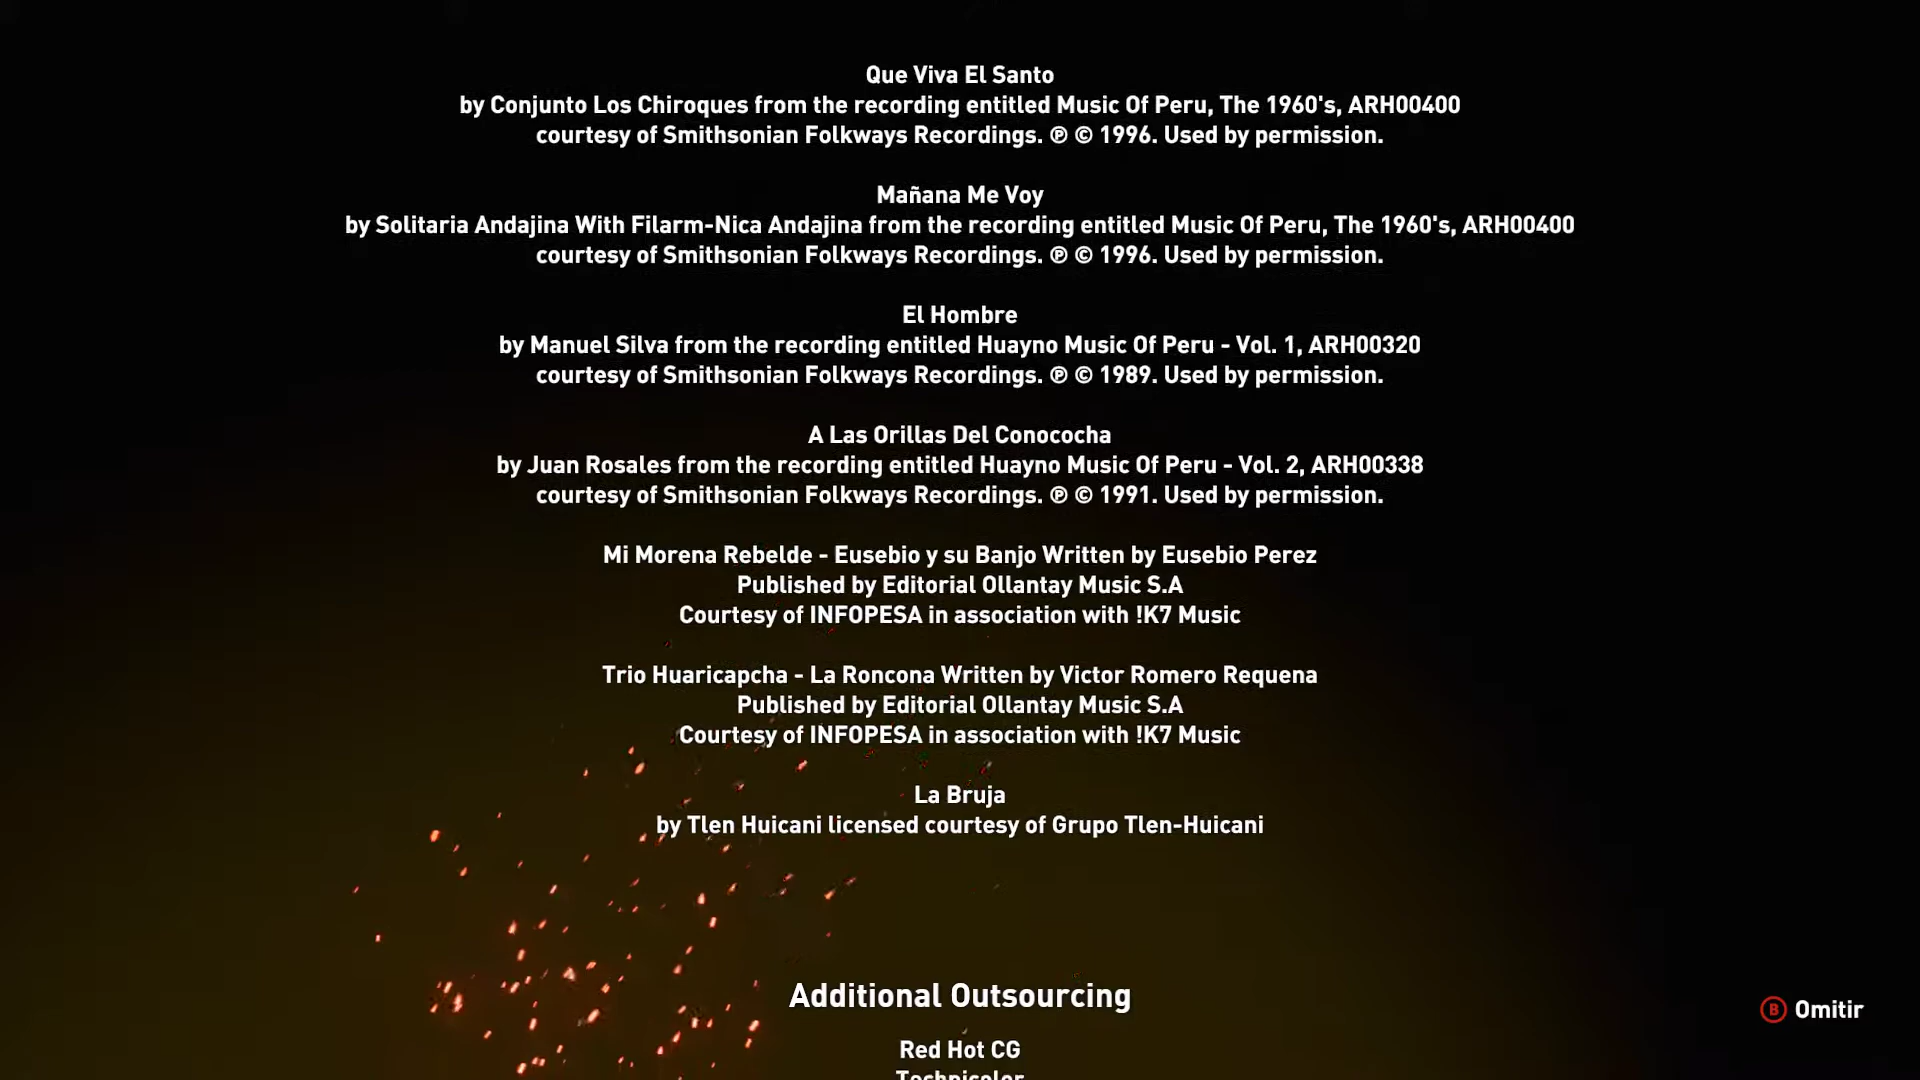 Que Viva El Santo
by Conjunto Los Chiroques from the recording entitled Music Of Peru, The 1960's, ARH00400
courtesy of Smithsonian Folkways Recordings. ℗ © 1996. Used by permission.
Mañana Me Voy
by Solitaria Andajina With Filarm-Nica Andajina from the recording entitled Music Of Peru, The 1960's, ARH00400
courtesy of Smithsonian Folkways Recordings. ℗ © 1996. Used by permission.
El Hombre
by Manuel Silva from the recording entitled Huayno Music Of Peru - Vol. 1, ARH00320
courtesy of Smithsonian Folkways Recordings. ℗ © 1989. Used by permission.
A Las Orillas Del Conococha
by Juan Rosales from the recording entitled Huayno Music Of Peru - Vol. 2, ARH00338
courtesy of Smithsonian Folkways Recordings. ℗ © 1991. Used by permission.
Mi Morena Rebelde - Eusebio y su Banjo Written by Eusebio Perez
Published by Editorial Ollantay Music S.A
Courtesy of INFOPESA in association with !K7 Music
Trio Huaricapcha - La Roncona Written by Victor Romero Requena
Published by Editorial Ollantay Music S.A
Courtesy of INFOPESA in association with !K7 Music
La Bruja
by Tlen Huicani licensed courtesy of Grupo Tlen-Huicani
Additional Outsourcing
B Omitir
Red Hot CG
Technicolor